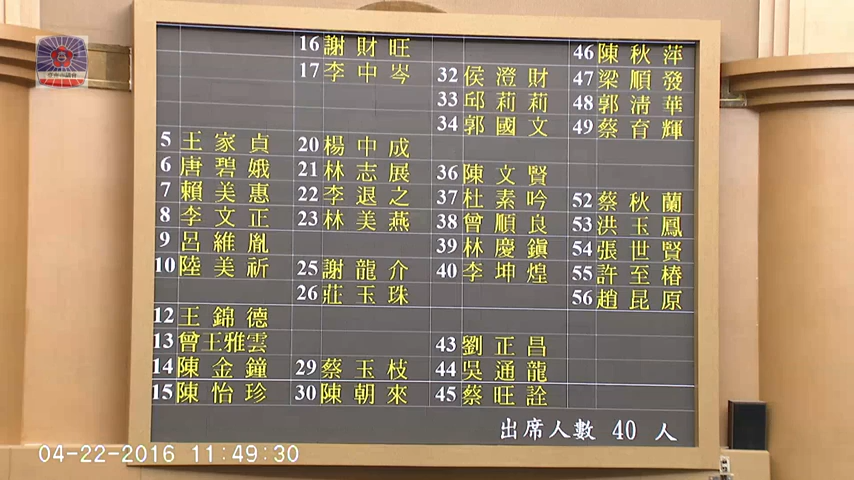 16 謝財旺
17 李中岑
5 王家貞
6 唐碧娥
7 賴美惠
8 李文正
9 呂維胤
10 陸美祈
12 王錦德
13 曾王雅雲
14 陳金鐘
15 陳怡珍
20 楊中成
21 林志展
22 李退之
23 林美燕
25 謝龍介
26 莊玉珠
29 蔡玉枝
30 陳朝來
32 侯澄財
33 邱莉莉
34 郭國文
36 陳文賢
37 杜素吟
38 曾順良
39 林慶鎮
40 李坤煌
43 劉正昌
44 吳通龍
45 蔡旺詮
46 陳秋萍
47 梁順發
48 郭清華
49 蔡育輝
52 蔡秋蘭
53 洪玉鳳
54 張世賢
55 許至椿
56 趙昆原
出席人數 40 人
04-22-2016 11:49:30